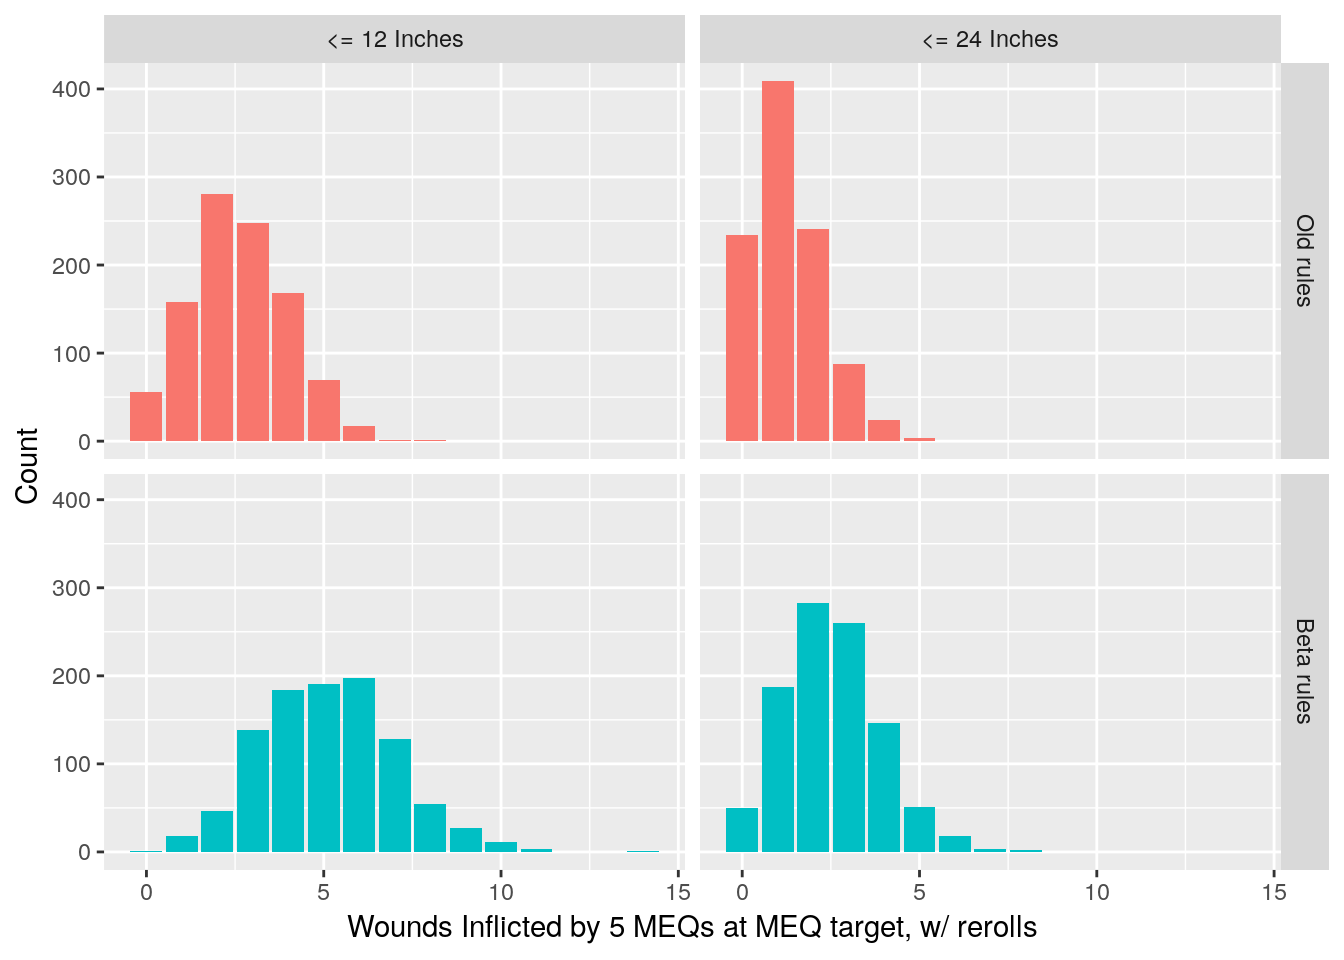 <= 12 Inches
<= 24 Inches
400
300
200
100
0
Old rules
Count
400
300
200
100
0
Beta rules
0 5 10 15
0 5 10 15
Wounds Inflicted by 5 MEQs at MEQ target, w/ rerolls